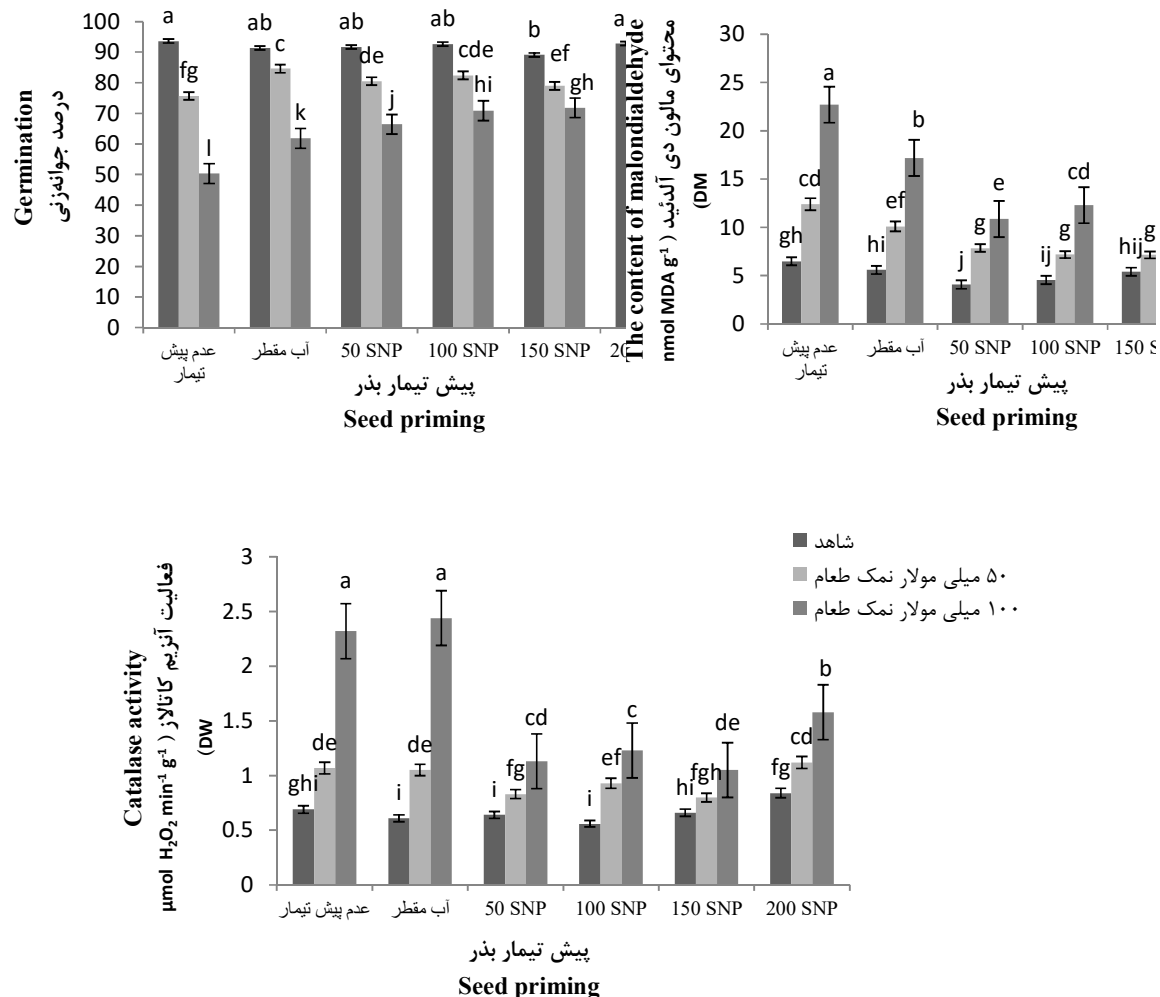 Germination
درصد جوانه‌زنی
100
90
80
70
60
50
40
30
20
10
0
a
fg
l
ab
c
k
ab
de
j
ab
cde
hi
b
ef
gh
a
عدم پیش
تیمار
آب مقطر
50 SNP
100 SNP
150 SNP
20
پیش تیمار بذر
Seed priming
The content of malondialdehyde
محتوای مالون دی آلدئید ( nmol MDA g⁻¹
DM)
30
25
20
15
10
5
0
gh
cd
a
hi
ef
b
j
g
e
ij
g
cd
hij
g
عدم پیش
تیمار
آب مقطر
50 SNP
100 SNP
150 S
پیش تیمار بذر
Seed priming
شاهد
۵۰ میلی مولار نمک طعام
۱۰۰ میلی مولار نمک طعام
Catalase activity
فعالیت آنزیم کاتالاز ( µmol H₂O₂ min⁻¹ g⁻¹
DW)
3
2.5
2
1.5
1
0.5
0
ghi
de
a
i
de
a
i
fg
cd
i
ef
c
hi
fgh
de
fg
cd
b
عدم پیش تیمار
آب مقطر
50 SNP
100 SNP
150 SNP
200 SNP
پیش تیمار بذر
Seed priming